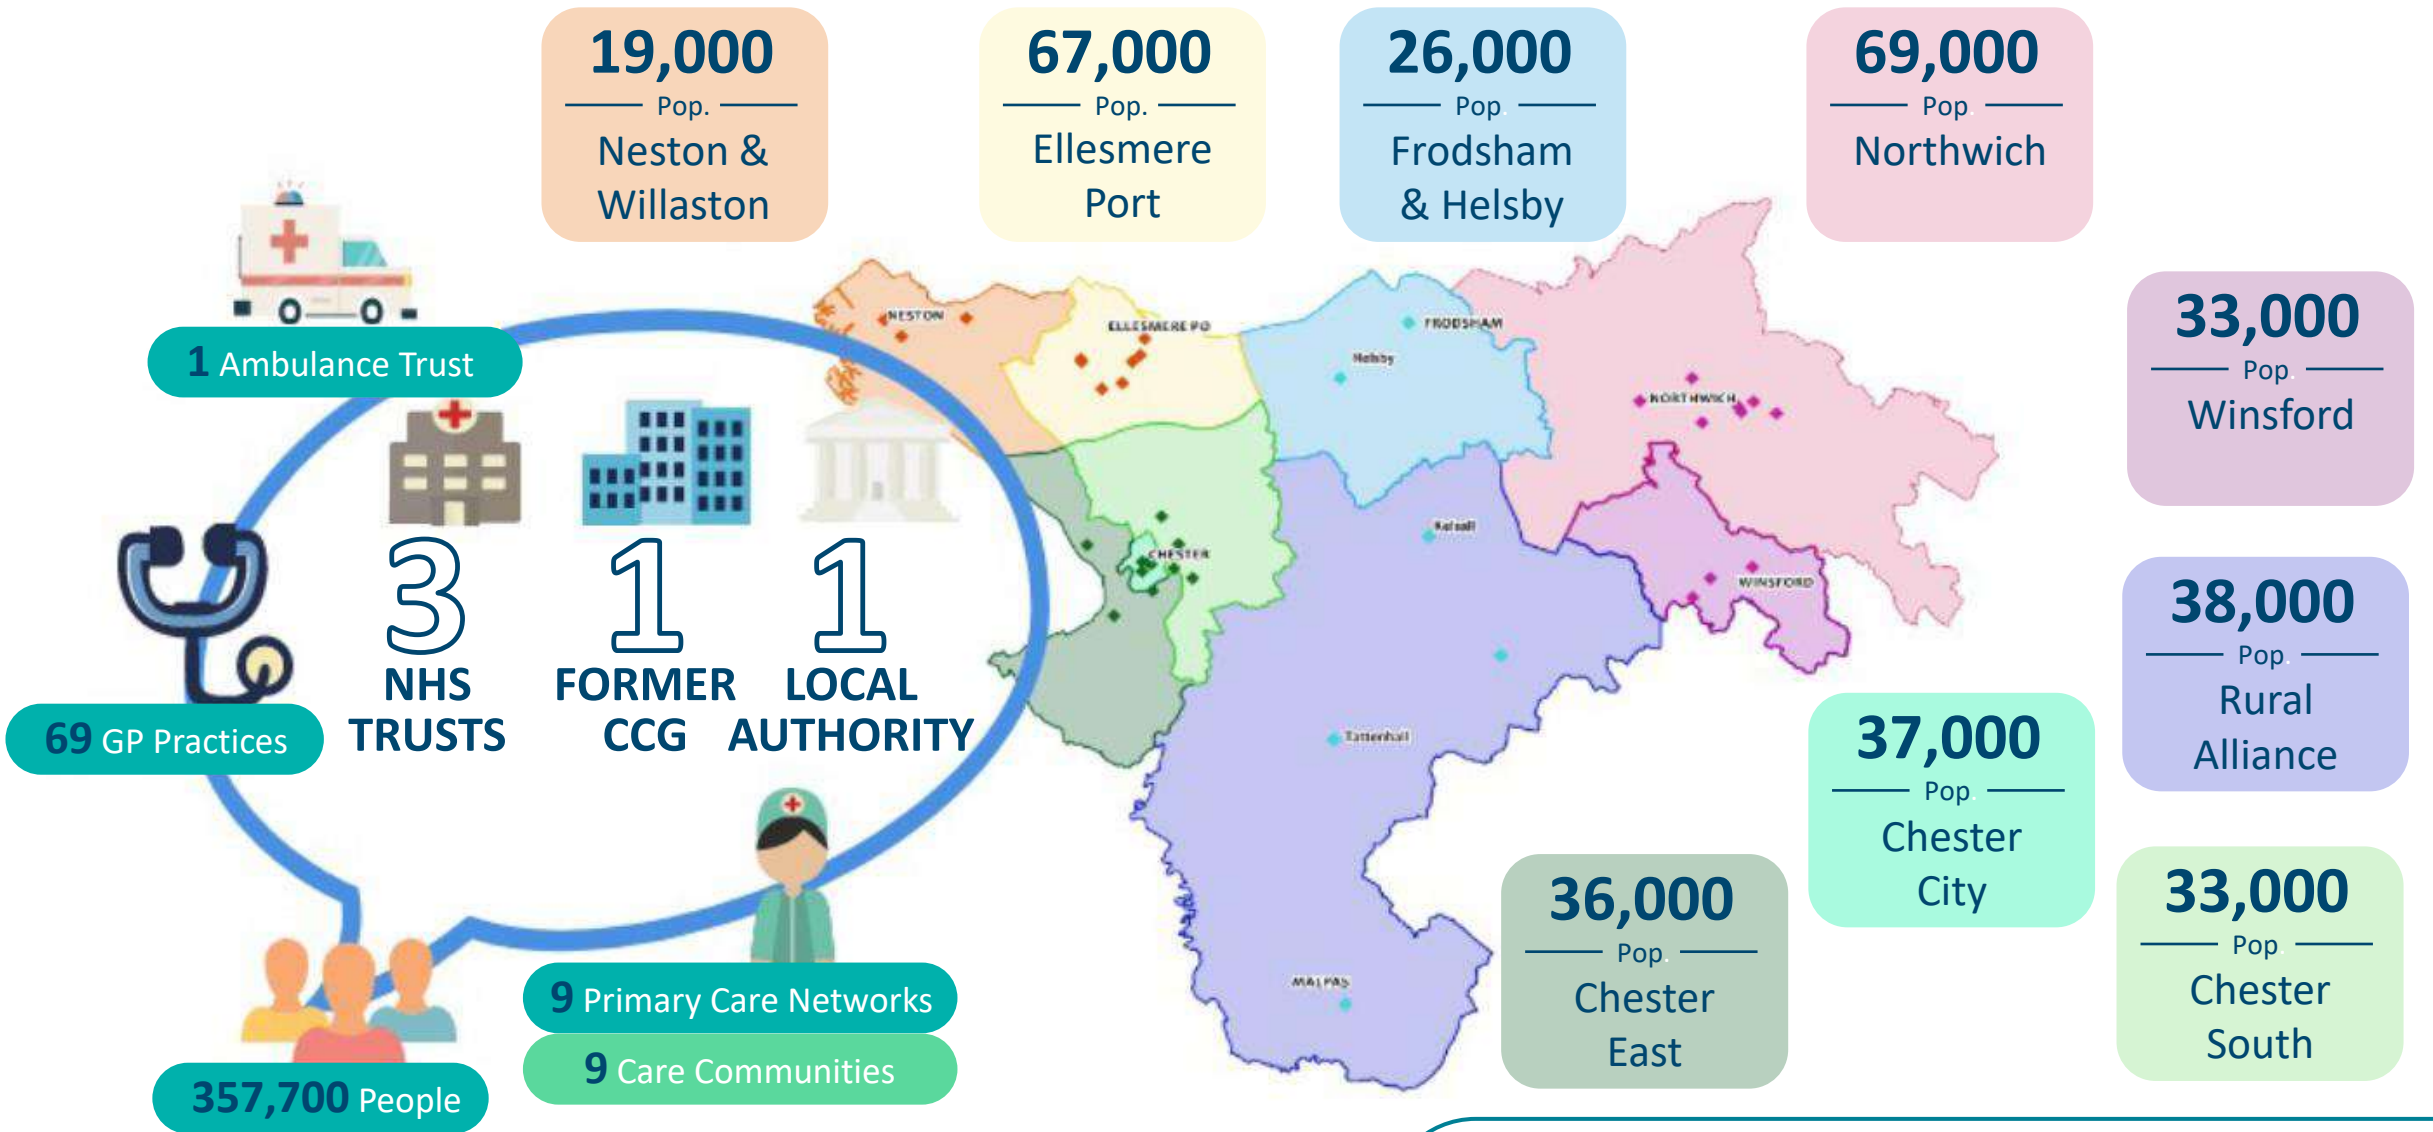 19,000
Pop.
Neston &
Willaston
67,000
Pop.
Ellesmere
Port
26,000
Pop.
Frodsham
& Helsby
69,000
Pop.
Northwich
33,000
Pop.
Winsford
38,000
Pop.
Rural
Alliance
37,000
Pop.
Chester
City
36,000
Pop.
Chester
East
33,000
Pop.
Chester
South
1 Ambulance Trust
3
NHS
TRUSTS
1
FORMER
CCG
1
LOCAL
AUTHORITY
69 GP Practices
9 Primary Care Networks
9 Care Communities
357,700 People
NESTON
ELLESMERE PO
FRODSHAM
Helsby
NORTHWICH
Kelsall
CHESTER
WINSFORD
Tattenhall
MALPAS